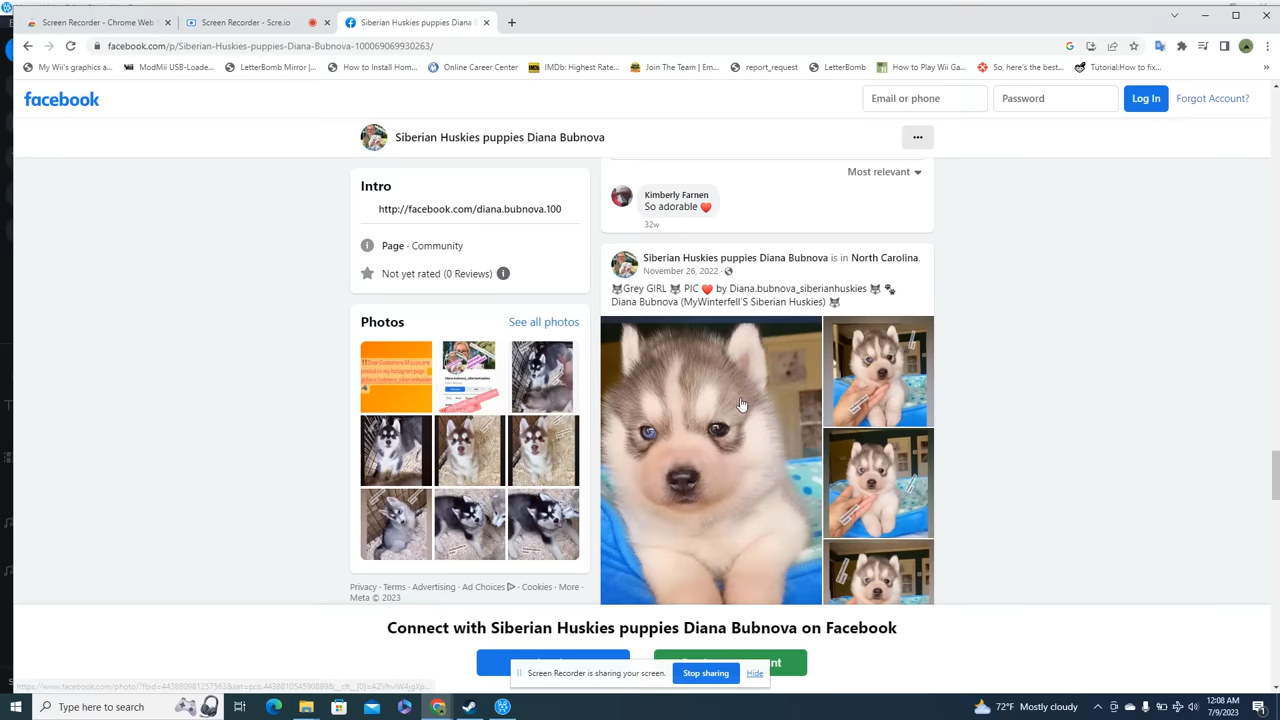 Screen Recorder - Chrome Web
Screen Recorder - Scre.io
Siberian Huskies puppies Diana B
facebook.com/p/Siberian-Huskies-puppies-Diana-Bubnova-100069069930263/
My Wii's graphics a...
ModMii USB-Loade...
LetterBomb Mirror |...
How to Install Hom...
Online Career Center
IMDb: Highest Rate...
Join The Team | Em...
report_request
LetterBomb
How to Play Wii Ga...
So, here's the best...
Tutorial:How to fix...
facebook
Email or phone
Password
Log In
Forgot Account?
Siberian Huskies puppies Diana Bubnova
Intro
http://facebook.com/diana.bubnova.100
Page · Community
Not yet rated (0 Reviews)
Photos
See all photos
Privacy · Terms · Advertising · Ad Choices · Cookies · More ·
Meta © 2023
Most relevant
Kimberly Farnen
So adorable ❤️
32w
Siberian Huskies puppies Diana Bubnova is in North Carolina.
November 26, 2022 ·
🐺Grey GIRL 🐺 PIC ❤️ by Diana.bubnova_siberianhuskies 🐺 🐾
Diana Bubnova (MyWinterfell'S Siberian Huskies) 🐺
Connect with Siberian Huskies puppies Diana Bubnova on Facebook
Screen Recorder is sharing your screen.
Stop sharing
Hide
Type here to search
72°F Mostly cloudy
12:08 AM
7/9/2023